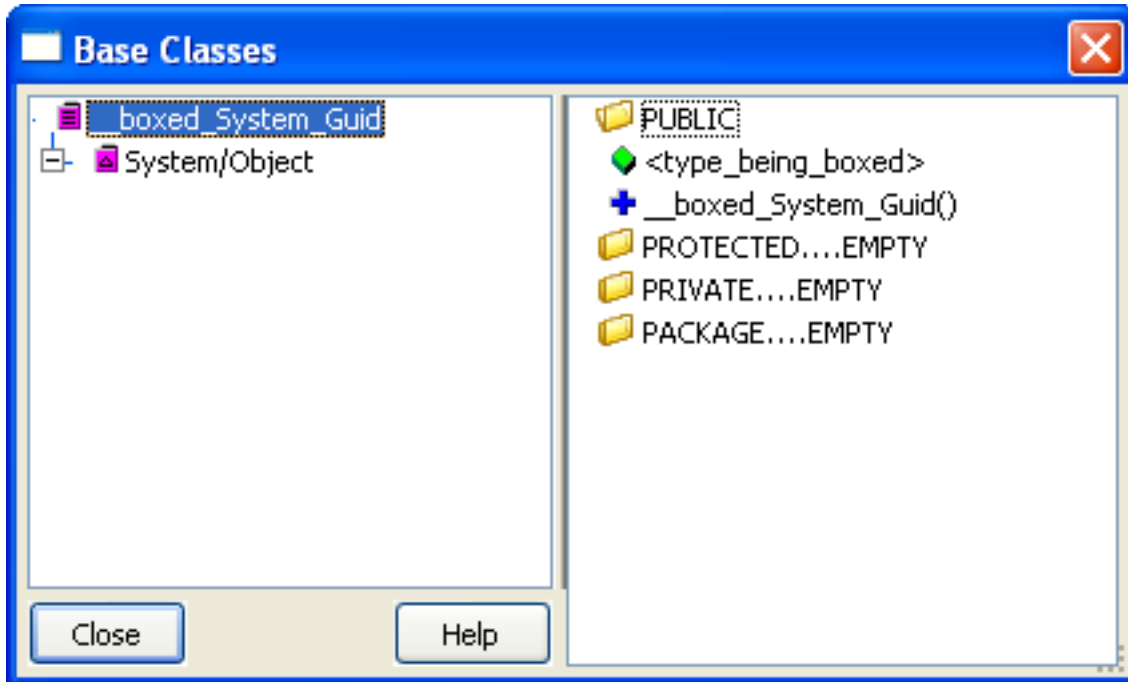 Base Classes
__boxed_System_Guid
System/Object
PUBLIC
<type_being_boxed>
__boxed_System_Guid()
PROTECTED....EMPTY
PRIVATE....EMPTY
PACKAGE....EMPTY
Close
Help